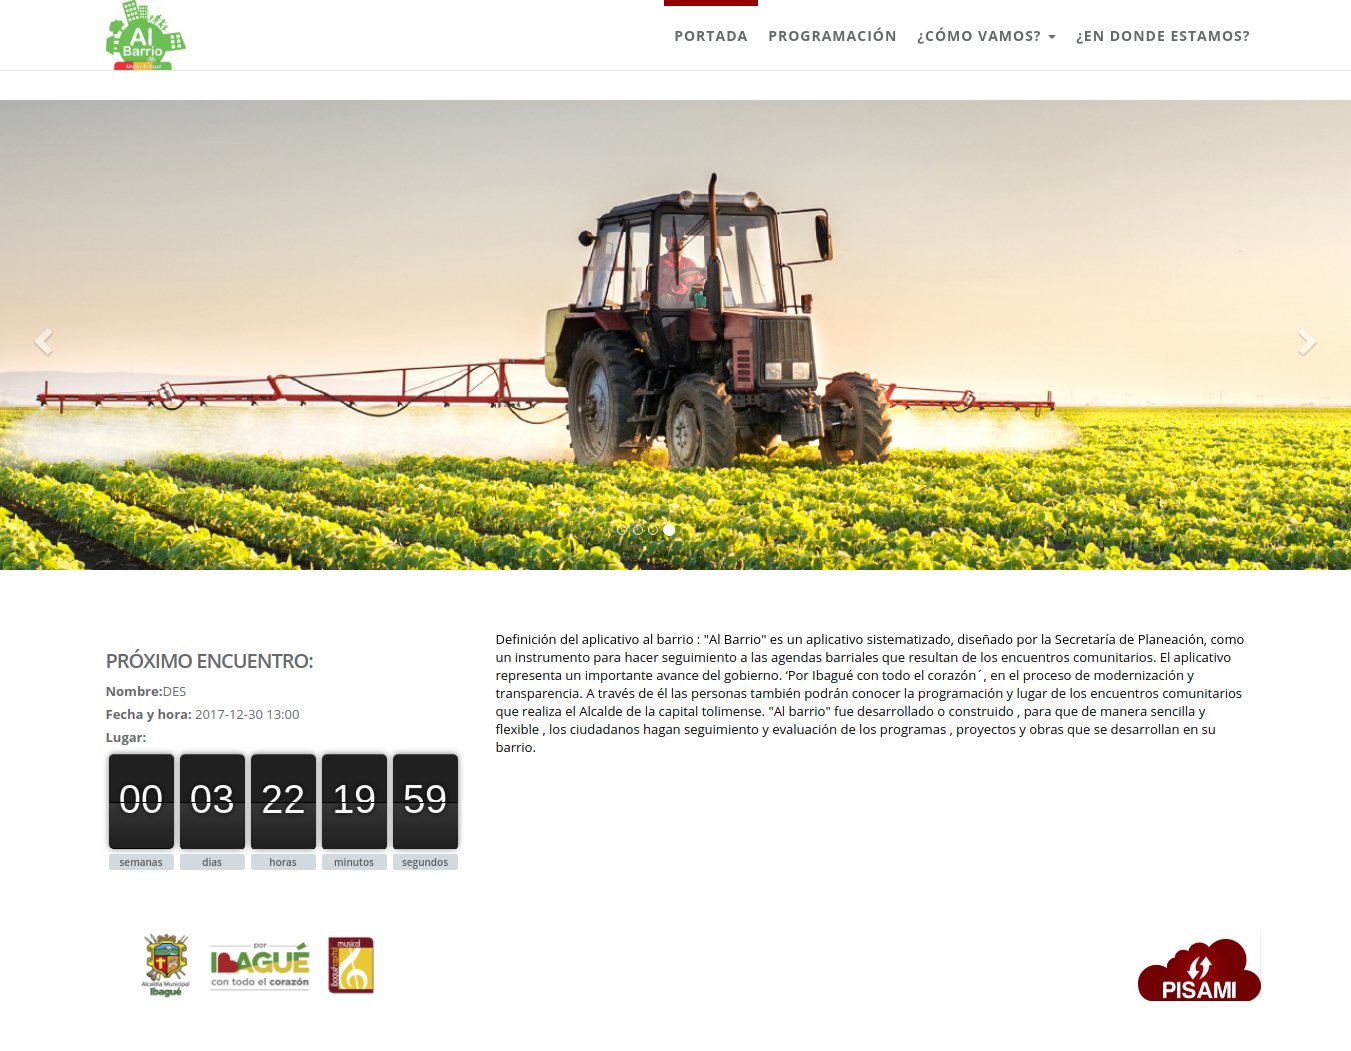 Al
Barrio
PORTADA PROGRAMACIÓN ¿CÓMO VAMOS? ¿EN DONDE ESTAMOS?
PRÓXIMO ENCUENTRO:
Nombre:DES
Fecha y hora: 2017-12-30 13:00
Lugar:
00 03 22 19 59
semanas dias horas minutos segundos
Definición del aplicativo al barrio : "Al Barrio" es un aplicativo sistematizado, diseñado por la Secretaría de Planeación, como
un instrumento para hacer seguimiento a las agendas barriales que resultan de los encuentros comunitarios. El aplicativo
representa un importante avance del gobierno. ‘Por Ibagué con todo el corazón´, en el proceso de modernización y
transparencia. A través de él las personas también podrán conocer la programación y lugar de los encuentros comunitarios
que realiza el Alcalde de la capital tolimense. "Al barrio" fue desarrollado o construido , para que de manera sencilla y
flexible , los ciudadanos hagan seguimiento y evaluación de los programas , proyectos y obras que se desarrollan en su
barrio.
Alcaldía Municipal
Ibagué
por
IBAGUÉ
con todo el corazón
ibagué capital
musical
PISAMI